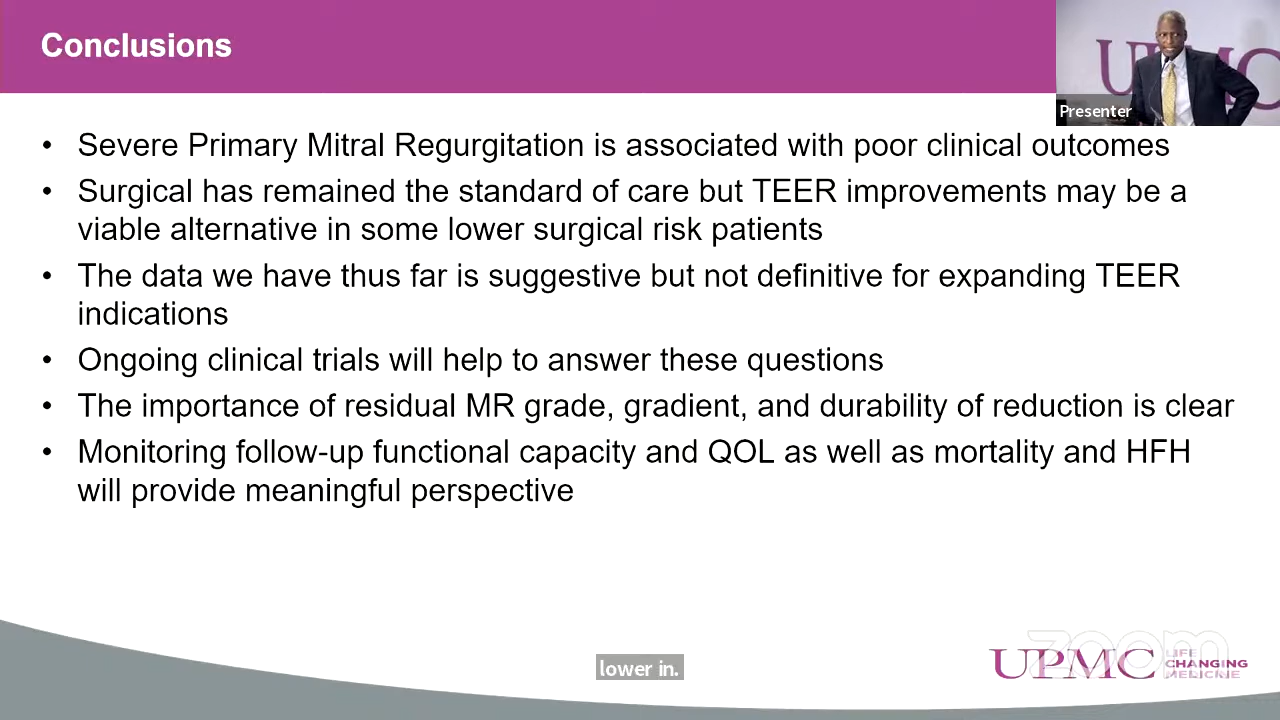 Conclusions
UPMC
Presenter
• Severe Primary Mitral Regurgitation is associated with poor clinical outcomes
• Surgical has remained the standard of care but TEER improvements may be a
viable alternative in some lower surgical risk patients
• The data we have thus far is suggestive but not definitive for expanding TEER
indications
• Ongoing clinical trials will help to answer these questions
• The importance of residual MR grade, gradient, and durability of reduction is clear
• Monitoring follow-up functional capacity and QOL as well as mortality and HFH
will provide meaningful perspective
lower in.
zoom
UPMC
LIFE
CHANGING
MEDICINE